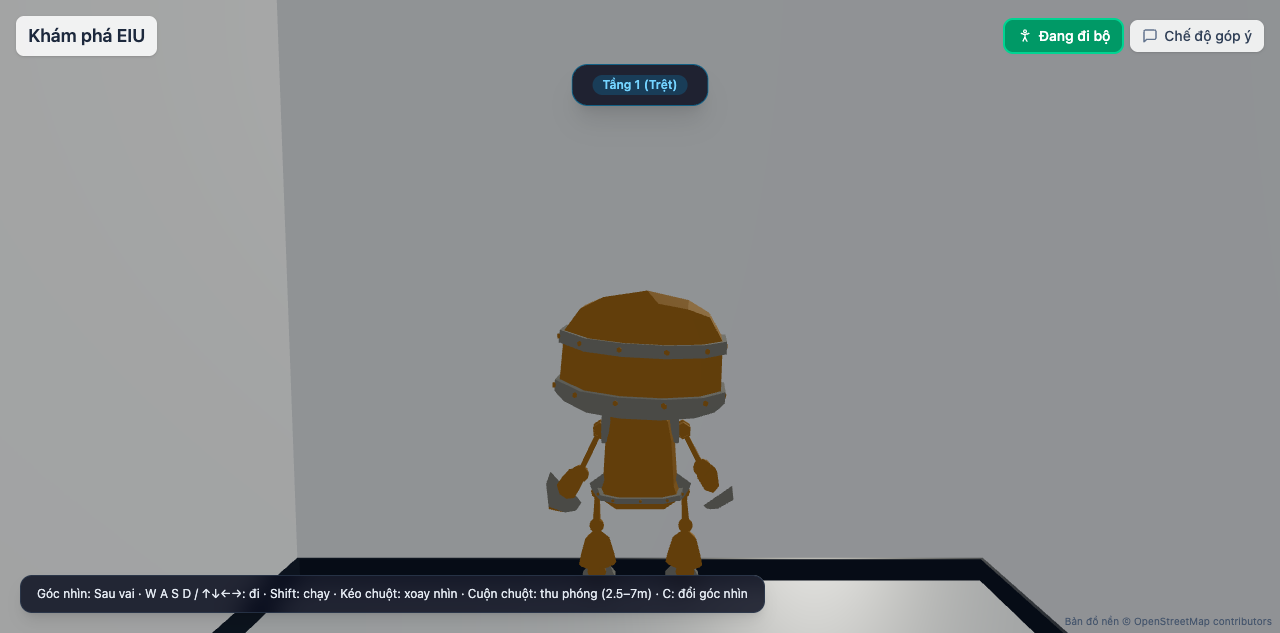 Khám phá EIU
Đang đi bộ
Chế độ góp ý
Tầng 1 (Trệt)
Góc nhìn: Sau vai · W A S D / ↑↓←→: đi · Shift: chạy · Kéo chuột: xoay nhìn · Cuộn chuột: thu phóng (2.5–7m) · C: đổi góc nhìn
Bản đồ nền © OpenStreetMap contributors